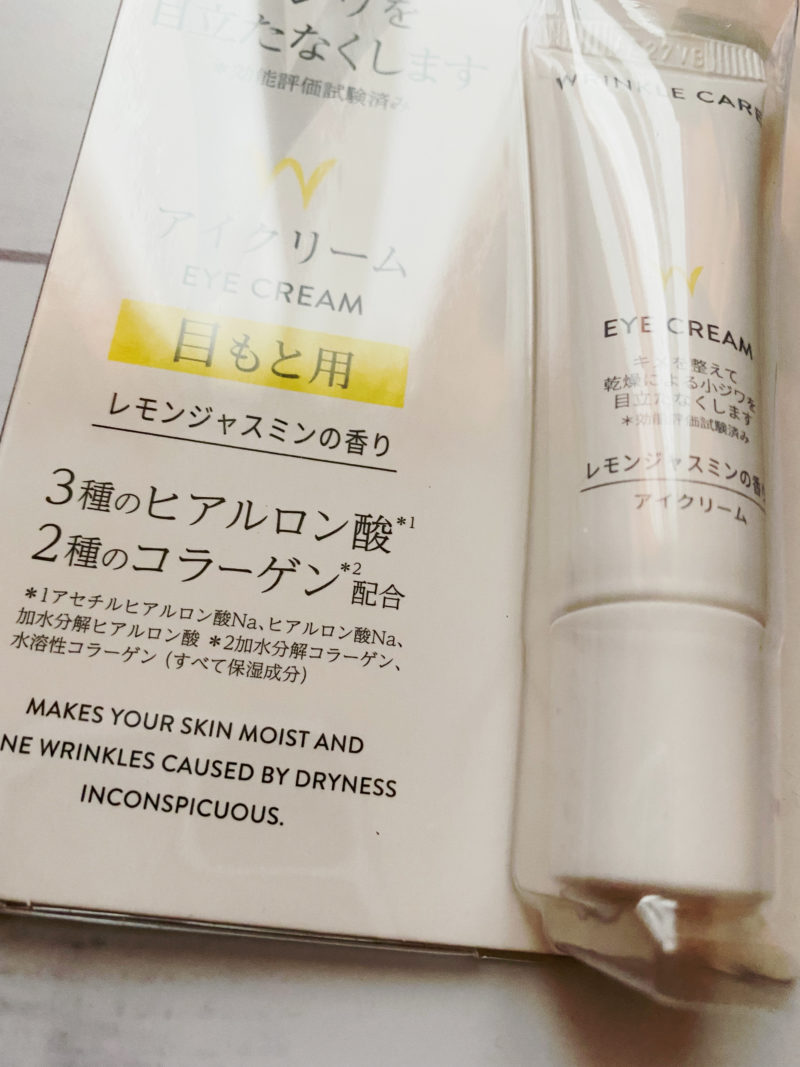 を
目立たなくします
*効能評価試験済み
アイクリーム
EYE CREAM
目もと用
レモンジャスミンの香り
3種のヒアルロン酸*1
2種のコラーゲン*2配合
*1アセチルヒアルロン酸Na、ヒアルロン酸Na、
加水分解ヒアルロン酸 *2加水分解コラーゲン、
水溶性コラーゲン (すべて保湿成分)
MAKES YOUR SKIN MOIST AND
NE WRINKLES CAUSED BY DRYNESS
INCONSPICUOUS.
WRINKLE CARE
EYE CREAM
キメを整えて
乾燥による小ジワを
目立たなくします
*効能評価試験済み
レモンジャスミンの香
アイクリーム